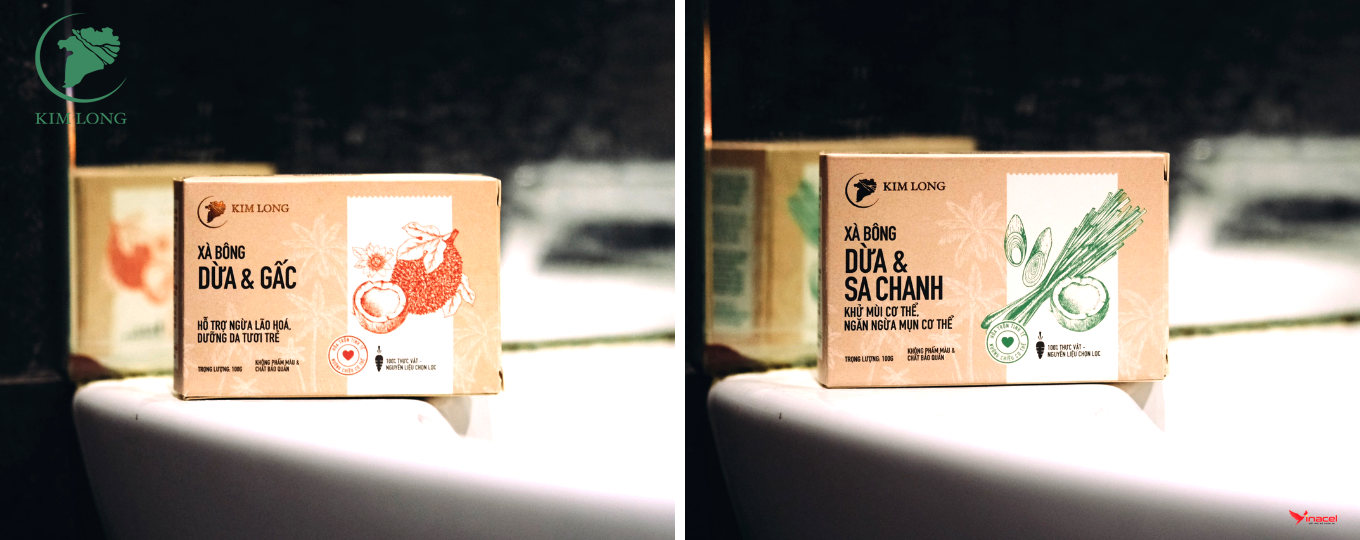 KIM LONG
KIM LONG
XÀ BÔNG
DỪA & GẤC
HỖ TRỢ NGỪA LÃO HOÁ,
DƯỠNG DA TƯƠI TRẺ
TRỌNG LƯỢNG: 100G
KHÔNG PHẨM MÀU &
CHẤT BẢO QUẢN
100% THỰC VẬT -
NGUYÊN LIỆU CHỌN LỌC
KIM LONG
XÀ BÔNG
DỪA &
SA CHANH
KHỬ MÙI CƠ THỂ,
NGĂN NGỪA MỤN CƠ THỂ
TRỌNG LƯỢNG: 100G
KHÔNG PHẨM MÀU &
CHẤT BẢO QUẢN
100% THỰC VẬT -
NGUYÊN LIỆU CHỌN LỌC
Vinacel